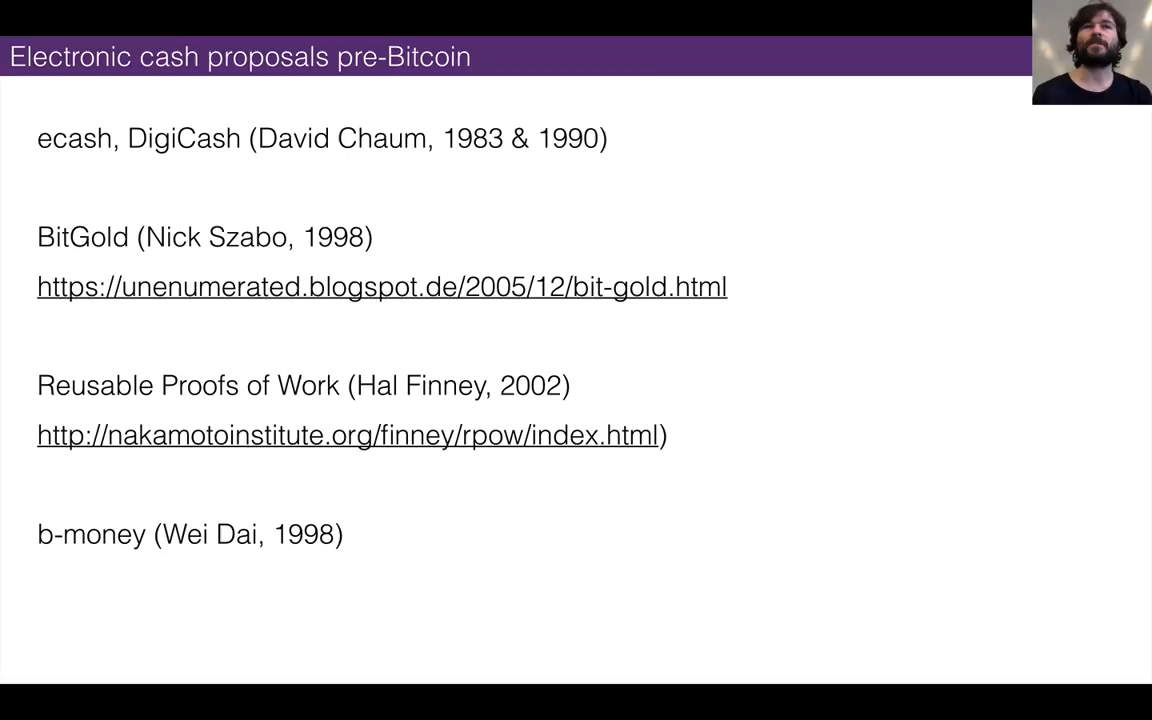 Electronic cash proposals pre-Bitcoin
ecash, DigiCash (David Chaum, 1983 & 1990)
BitGold (Nick Szabo, 1998)
https://unenumerated.blogspot.de/2005/12/bit-gold.html
Reusable Proofs of Work (Hal Finney, 2002)
http://nakamotoinstitute.org/finney/rpow/index.html)
b-money (Wei Dai, 1998)